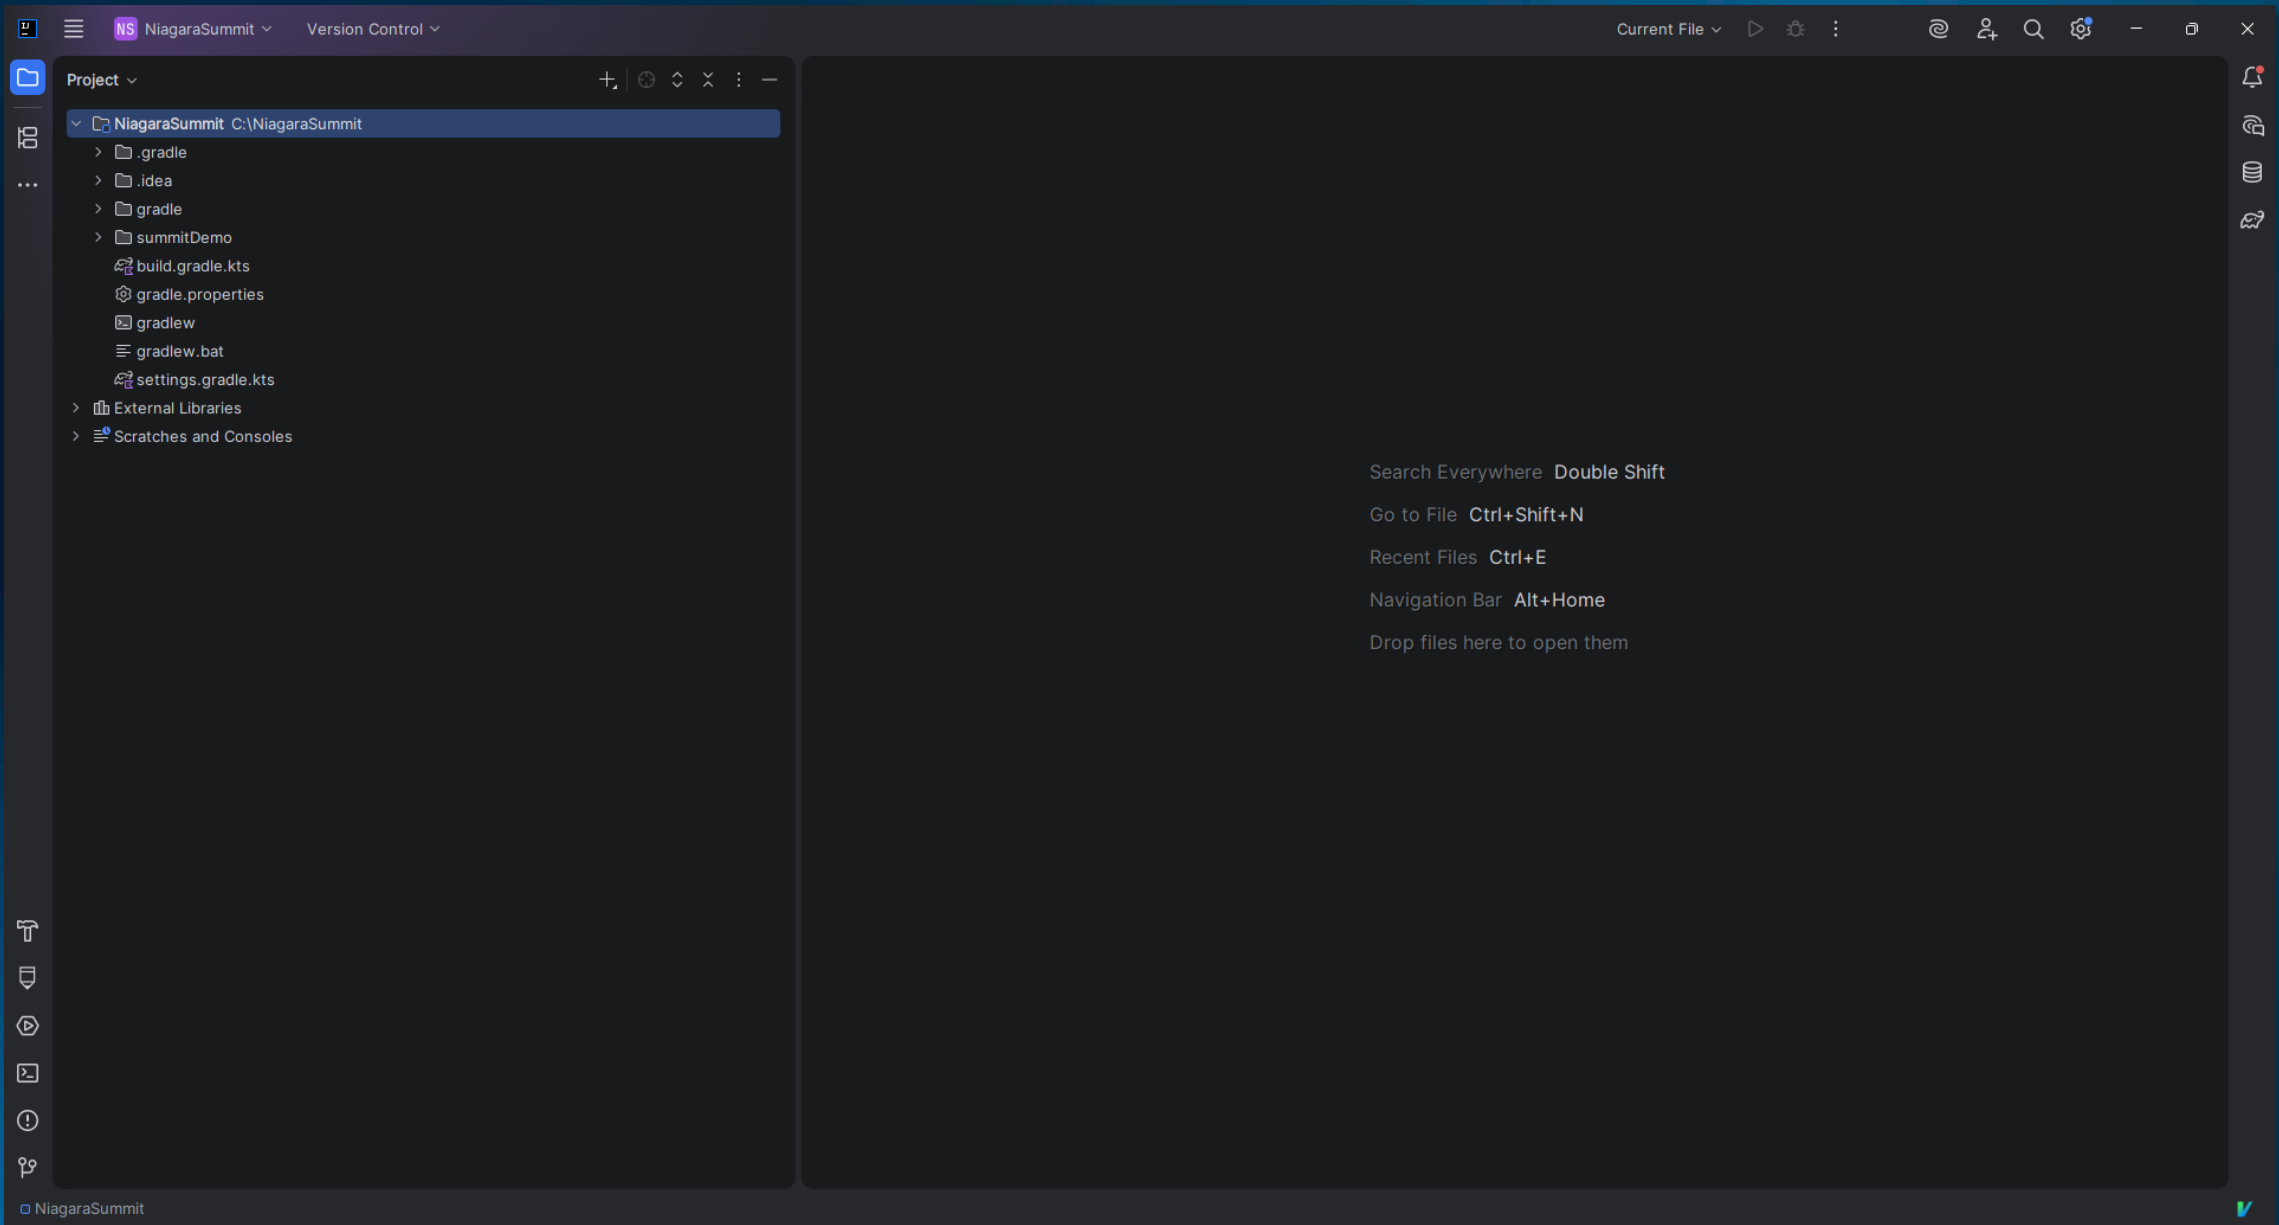 NS NiagaraSummit
Version Control
Current File
Project
NiagaraSummit C:\NiagaraSummit
.gradle
.idea
gradle
summitDemo
build.gradle.kts
gradle.properties
gradlew
gradlew.bat
settings.gradle.kts
External Libraries
Scratches and Consoles
Search Everywhere Double Shift
Go to File Ctrl+Shift+N
Recent Files Ctrl+E
Navigation Bar Alt+Home
Drop files here to open them
NiagaraSummit